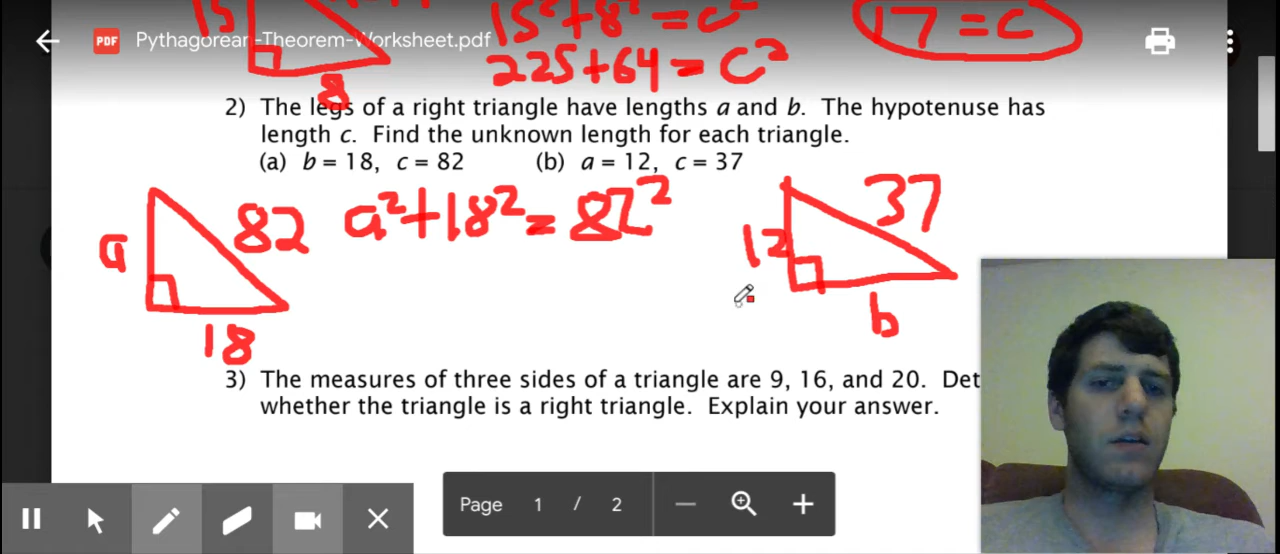 15 15² + 8² = c² 17 = c
PDF Pythagorean-Theorem-Worksheet.pdf
8 225 + 64 = c²
2) The legs of a right triangle have lengths a and b. The hypotenuse has
length c. Find the unknown length for each triangle.
(a) b = 18, c = 82 (b) a = 12, c = 37
a 82 18 a² + 18² = 82² 12 37 b
3) The measures of three sides of a triangle are 9, 16, and 20. Det
whether the triangle is a right triangle. Explain your answer.
Page 1 / 2